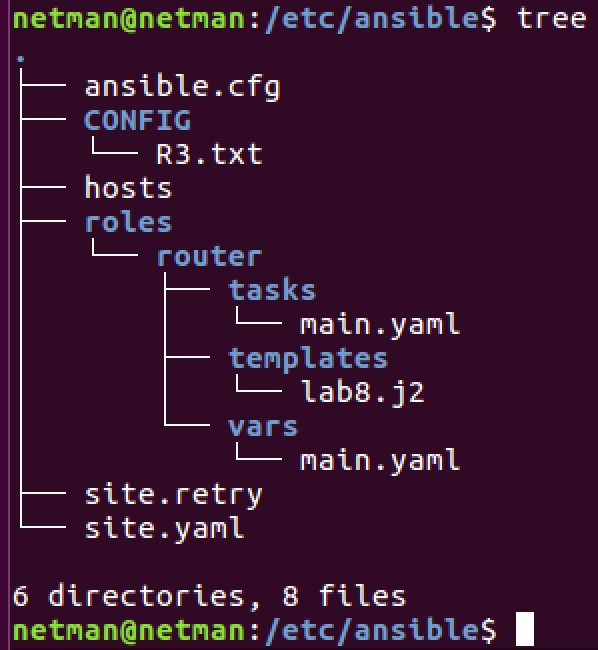 netman@netman:/etc/ansible$ tree
.
├── ansible.cfg
├── CONFIG
│   └── R3.txt
├── hosts
├── roles
│   └── router
│       ├── tasks
│       │   └── main.yaml
│       ├── templates
│       │   └── lab8.j2
│       └── vars
│           └── main.yaml
├── site.retry
└── site.yaml
6 directories, 8 files
netman@netman:/etc/ansible$